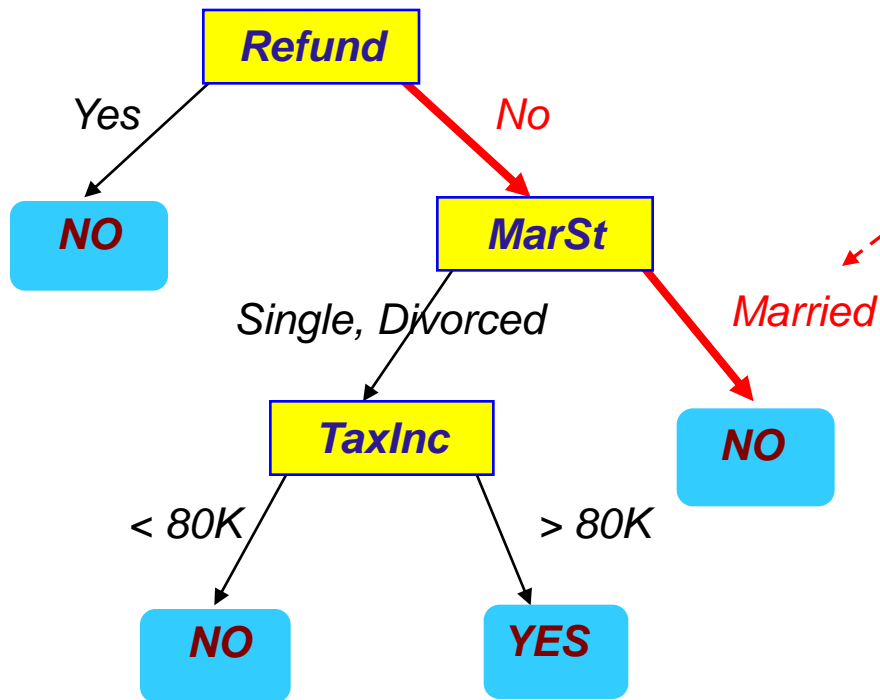 Refund
Yes
No
NO
MarSt
Single, Divorced
Married
TaxInc
NO
< 80K
> 80K
NO
YES